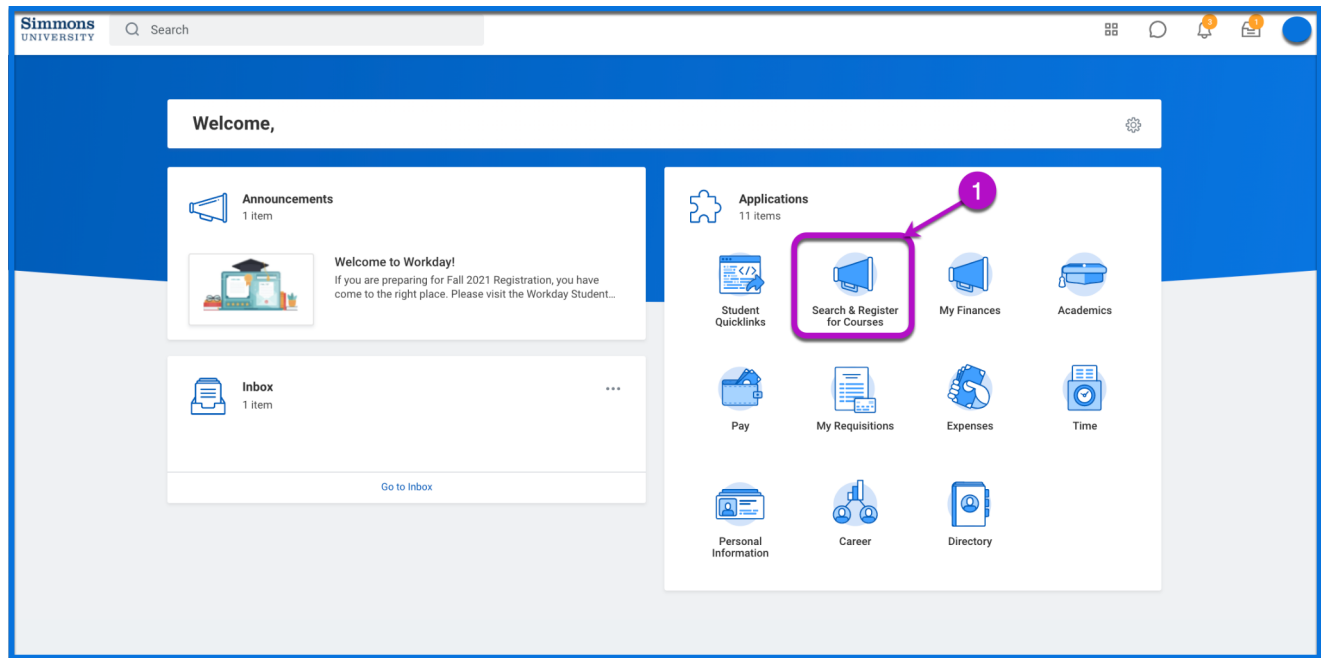 Simmons
UNIVERSITY
Search
3
1
Welcome,
Announcements
1 item
Welcome to Workday!
If you are preparing for Fall 2021 Registration, you have
come to the right place. Please visit the Workday Student...
Inbox
1 item
Go to Inbox
Applications
11 items
1
Student
Quicklinks
Search & Register
for Courses
My Finances
Academics
Pay
My Requisitions
Expenses
Time
Personal
Information
Career
Directory